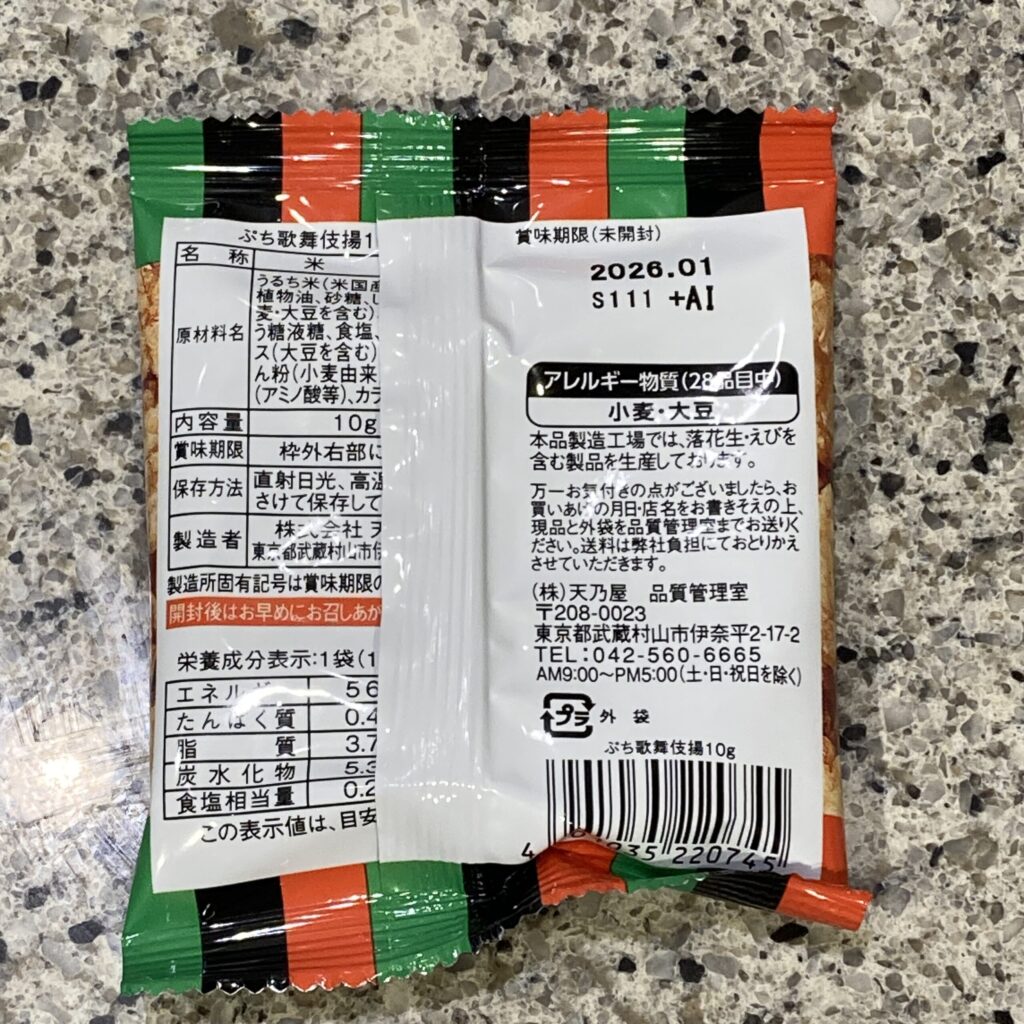 ぷち歌舞伎揚1
名称 米
原材料名 うるち米(米国産
植物油、砂糖、し
麦・大豆を含む)
う糖液糖、食塩、
ス(大豆を含む)
ん粉(小麦由来
(アミノ酸等)、カラ
内容量 10g
賞味期限 枠外右部に
保存方法 直射日光、高温
さけて保存して
製造者 株式会社 天
東京都武蔵村山市伊
製造所固有記号は賞味期限の
開封後はお早めにお召しあが
栄養成分表示:1袋(1
エネルギ 56
たんぱく質 0.4
脂質 3.7
炭水化物 5.3
食塩相当量 0.2
この表示値は、目安
賞味期限(未開封)
2026.01
S111 +AI
アレルギー物質(28品目中)
小麦・大豆
本品製造工場では、落花生・えびを
含む製品を生産しております。
万一お気付きの点がございましたら、お
買いあげの月日・店名をお書きそえの上、
現品と外袋を品質管理室までお送りく
ださい。送料は弊社負担にておとりかえ
させていただきます。
(株)天乃屋 品質管理室
〒208-0023
東京都武蔵村山市伊奈平2-17-2
TEL:042-560-6665
AM9:00〜PM5:00(土・日・祝日を除く)
プラ 外袋
ぷち歌舞伎揚10g
4 935 220745